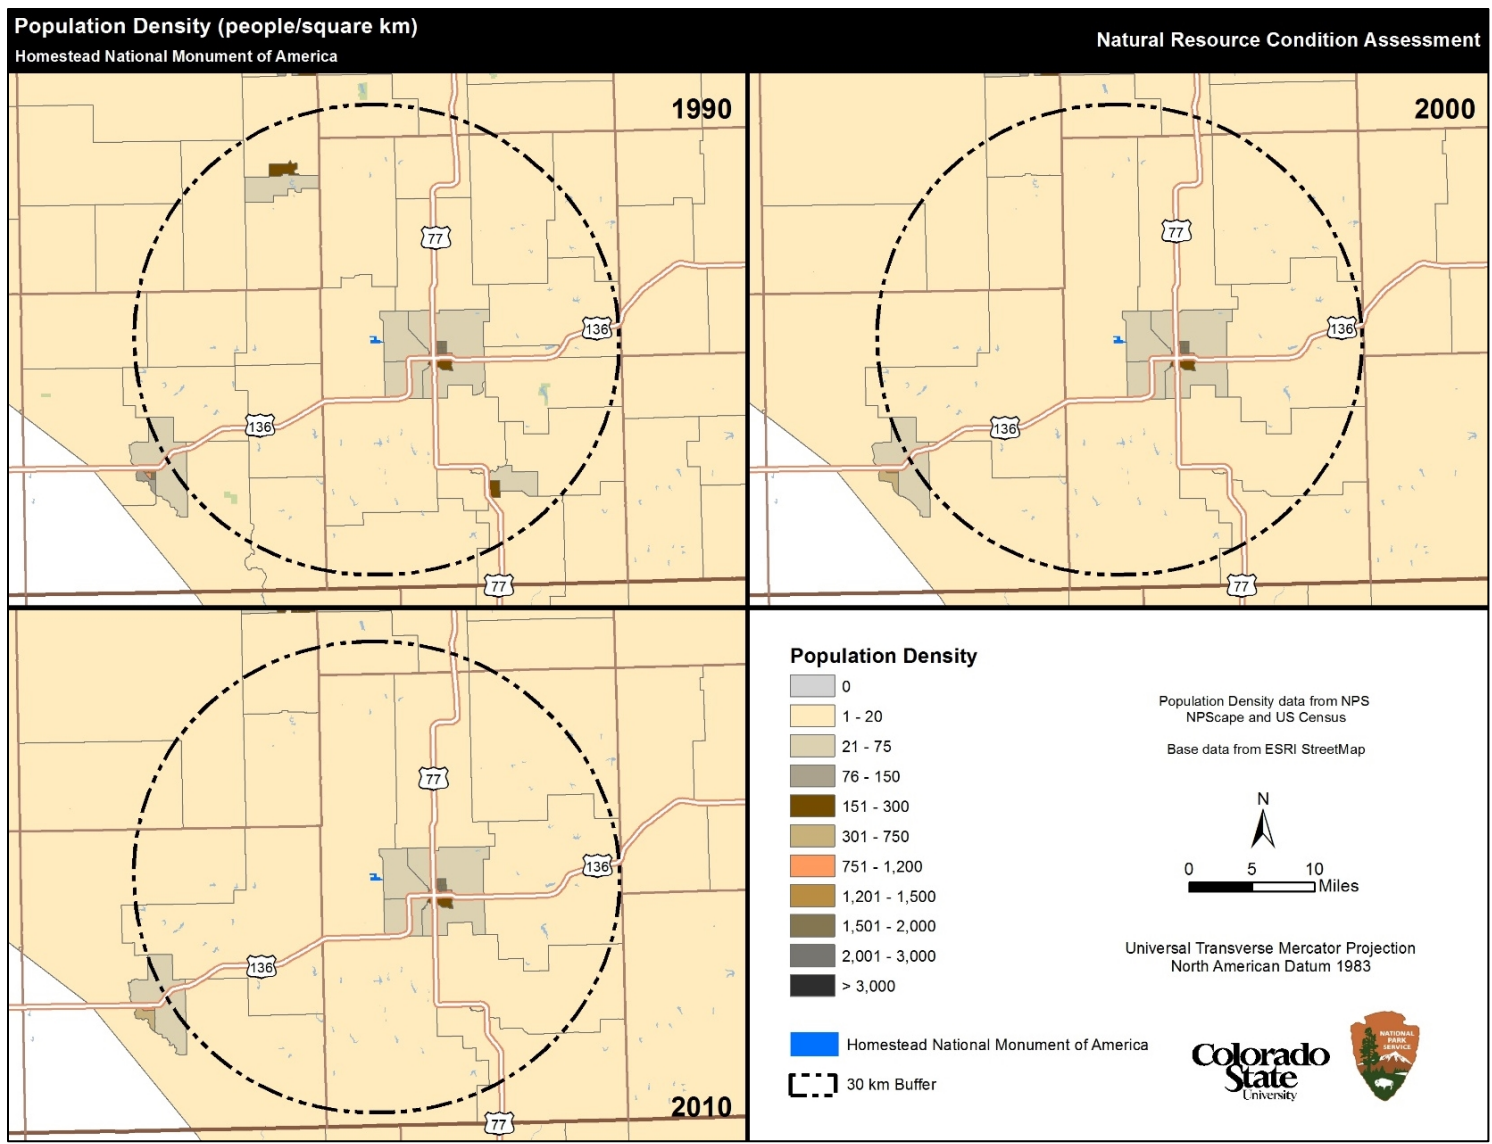 Population Density (people/square km)
Homestead National Monument of America
Natural Resource Condition Assessment
1990
77
136
136
77
2000
77
136
136
77
77
136
136
2010
77
Population Density
0
1 - 20
21 - 75
76 - 150
151 - 300
301 - 750
751 - 1,200
1,201 - 1,500
1,501 - 2,000
2,001 - 3,000
> 3,000
Homestead National Monument of America
30 km Buffer
Population Density data from NPS
NPScape and US Census
Base data from ESRI StreetMap
N
0 5 10
Miles
Universal Transverse Mercator Projection
North American Datum 1983
Colorado
State
University
NATIONAL
PARK
SERVICE